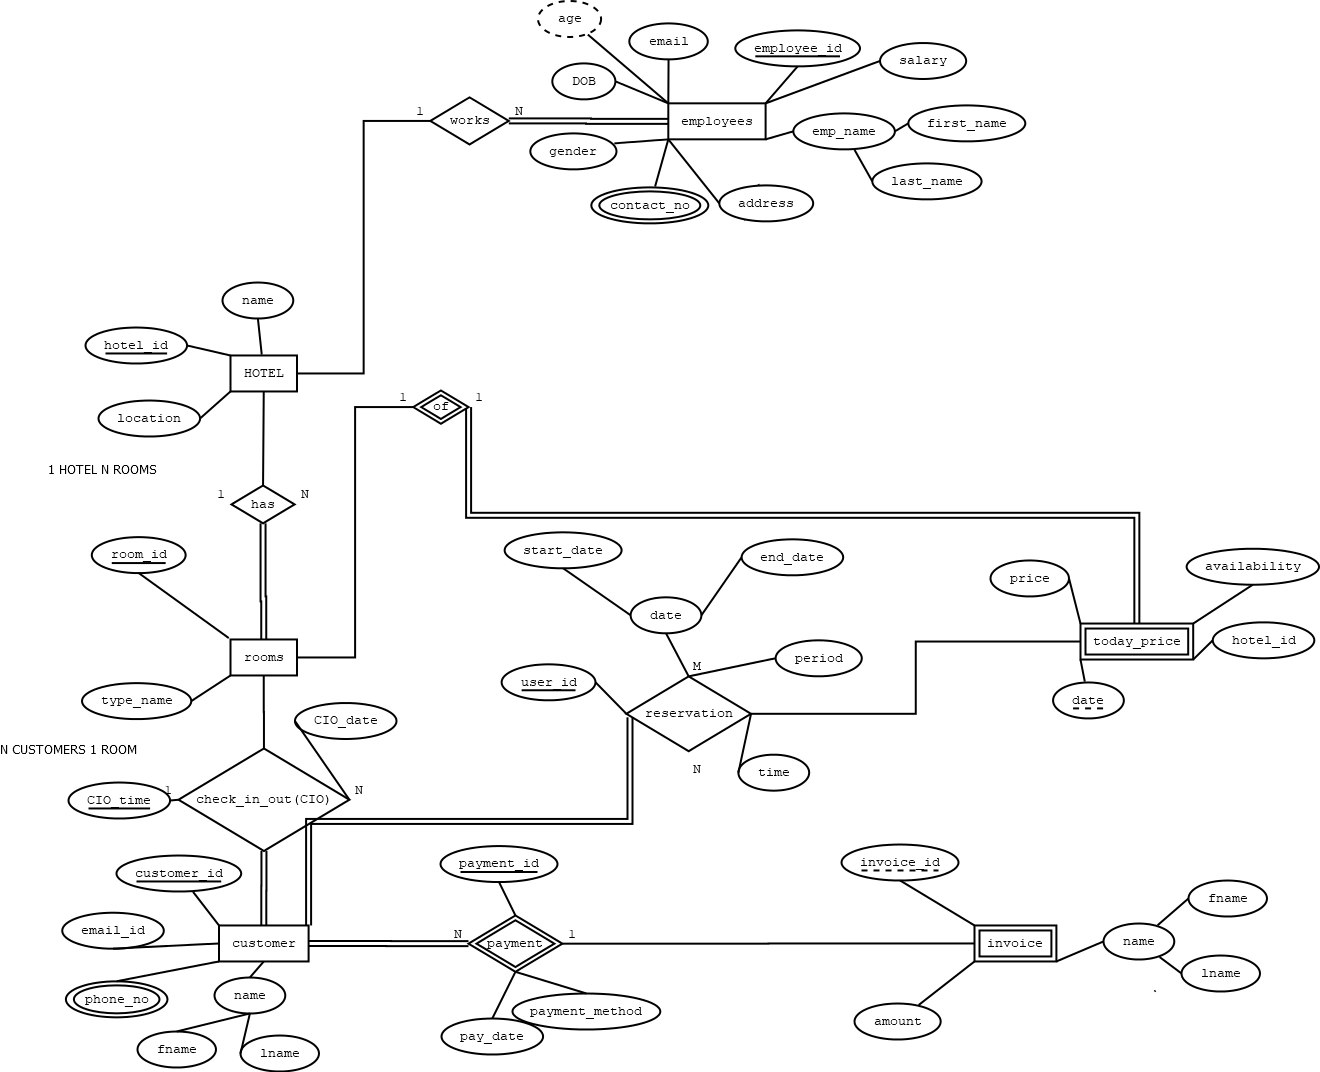 age
email
employee_id
salary
DOB
1
works
N
employees
emp_name
first_name
gender
last_name
contact_no
address
name
hotel_id
HOTEL
location
1
of
1
1 HOTEL N ROOMS
1
has
N
room_id
start_date
end_date
price
availability
date
today_price
hotel_id
rooms
M
period
user_id
type_name
date
reservation
CIO_date
N CUSTOMERS 1 ROOM
N
time
1
N
CIO_time
check_in_out(CIO)
customer_id
payment_id
invoice_id
fname
email_id
customer
N
payment
1
invoice
name
lname
phone_no
name
payment_method
amount
pay_date
fname
lname